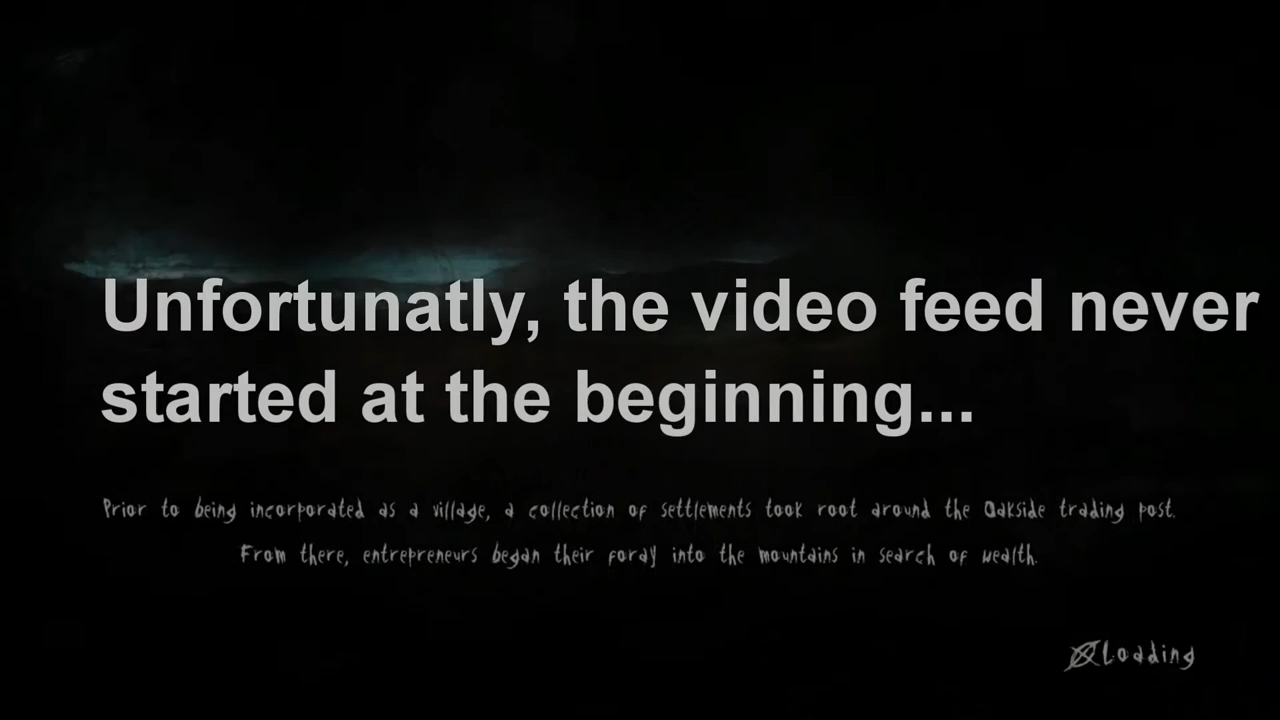 Unfortunatly, the video feed never
started at the beginning...
Prior to being incorporated as a village, a collection of settlements took root around the Oakside trading post.
From there, entrepreneurs began their foray into the mountains in search of wealth.
Loading